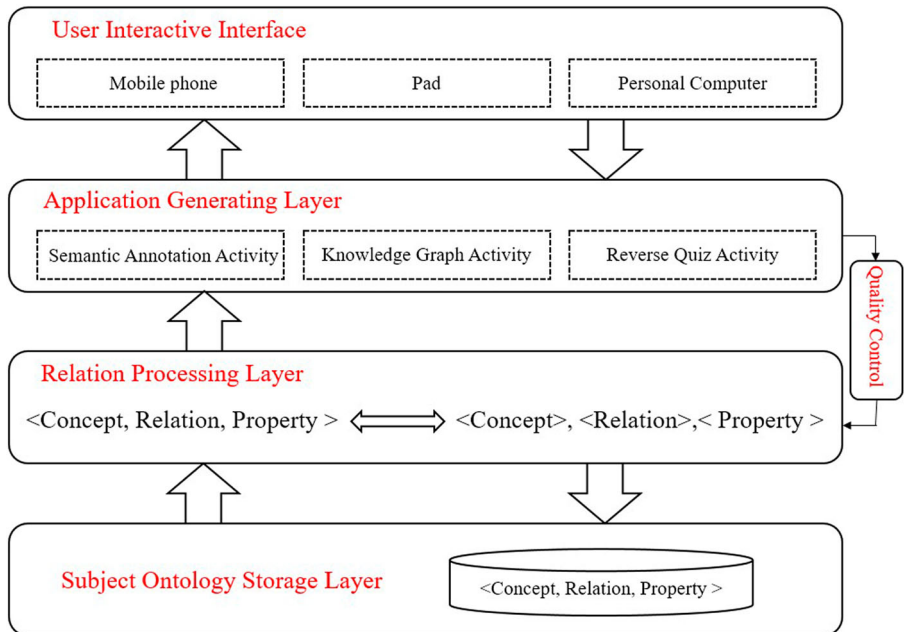 User Interactive Interface
Mobile phone
Pad
Personal Computer
Application Generating Layer
Semantic Annotation Activity
Knowledge Graph Activity
Reverse Quiz Activity
Quality Control
Relation Processing Layer
<Concept, Relation, Property >
<Concept>, <Relation>,< Property >
Subject Ontology Storage Layer
<Concept, Relation, Property >